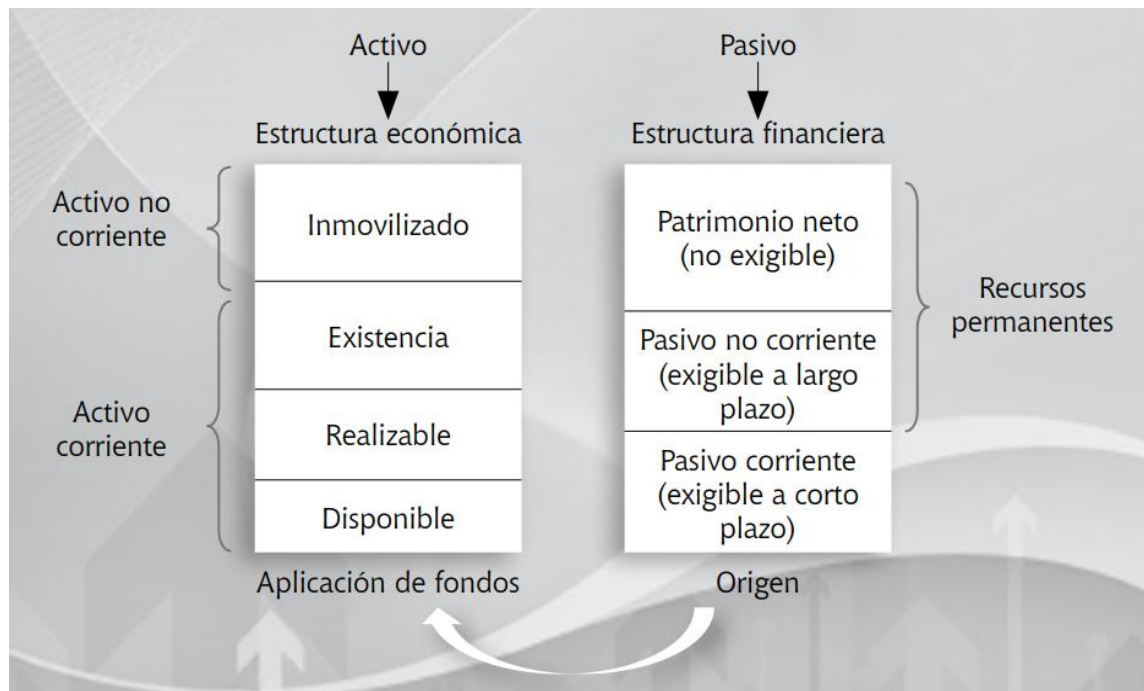 Activo
Pasivo
Estructura económica
Estructura financiera
Activo no
corriente
Inmovilizado
Existencia
Activo
corriente
Realizable
Disponible
Patrimonio neto
(no exigible)
Pasivo no corriente
(exigible a largo
plazo)
Pasivo corriente
(exigible a corto
plazo)
Recursos
permanentes
Aplicación de fondos
Origen